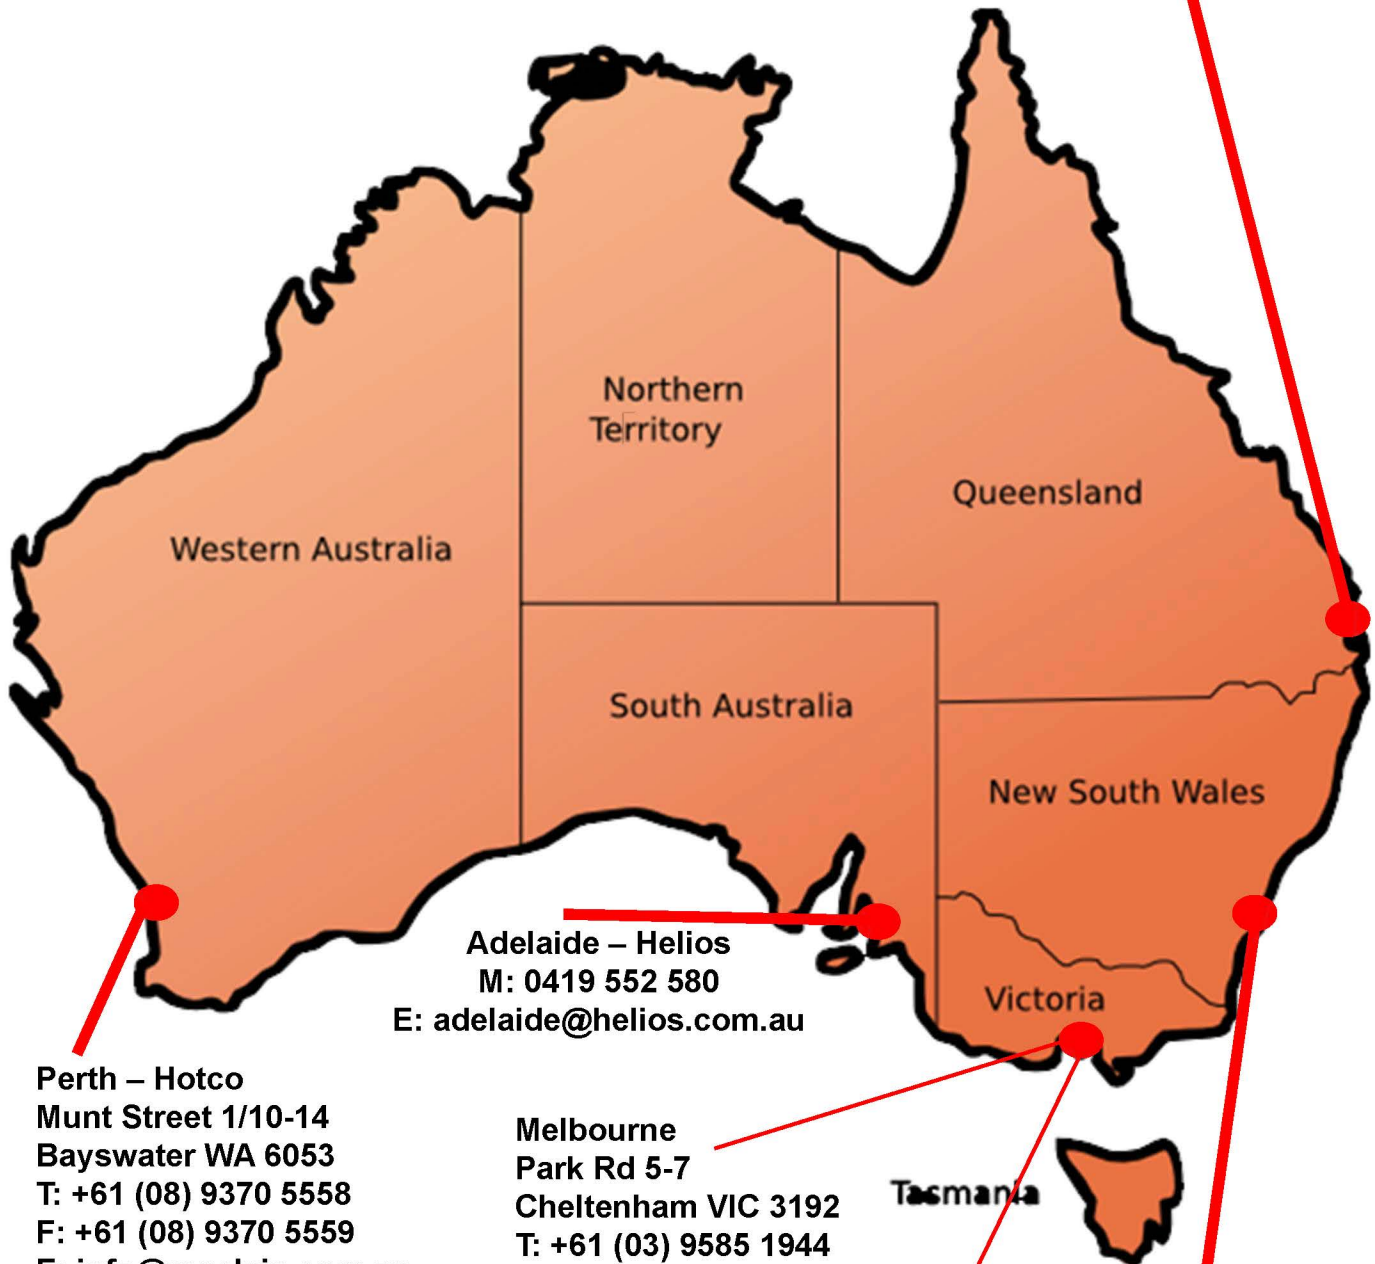 Northern
Territory
Queensland
Western Australia
South Australia
New South Wales
Victoria
Tasmania
Adelaide – Helios
M: 0419 552 580
E: adelaide@helios.com.au
Perth – Hotco
Munt Street 1/10-14
Bayswater WA 6053
T: +61 (08) 9370 5558
F: +61 (08) 9370 5559
Melbourne
Park Rd 5-7
Cheltenham VIC 3192
T: +61 (03) 9585 1944